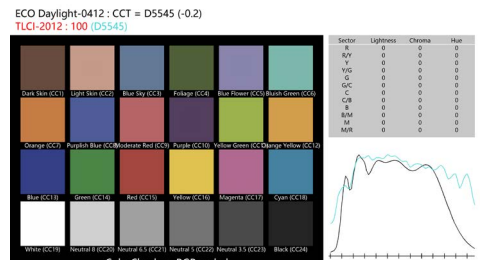 ECO Daylight-0412 : CCT = D5545 (-0.2)
TLCI-2012 : 100 (D5545)
Dark Skin (CC1) Light Skin (CC2) Blue Sky (CC3) Foliage (CC4) Blue Flower (CC5) Bluish Green (CC6)
Orange (CC7) Purplish Blue (CC8) Moderate Red (CC9) Purple (CC10) Yellow Green (CC Orange Yellow (CC12)
Blue (CC13) Green (CC14) Red (CC15) Yellow (CC16) Magenta (CC17) Cyan (CC18)
White (CC19) Neutral 8 (CC20) Neutral 6.5 (CC21) Neutral 5 (CC22) Neutral 3.5 (CC23) Black (CC24)
Sector Lightness Chroma Hue
R 0 0 0
R/Y 0 0 0
Y 0 0 0
Y/G 0 0 0
G 0 0 0
G/C 0 0 0
C 0 0 0
C/B 0 0 0
B 0 0 0
B/M 0 0 0
M 0 0 0
M/R 0 0 0